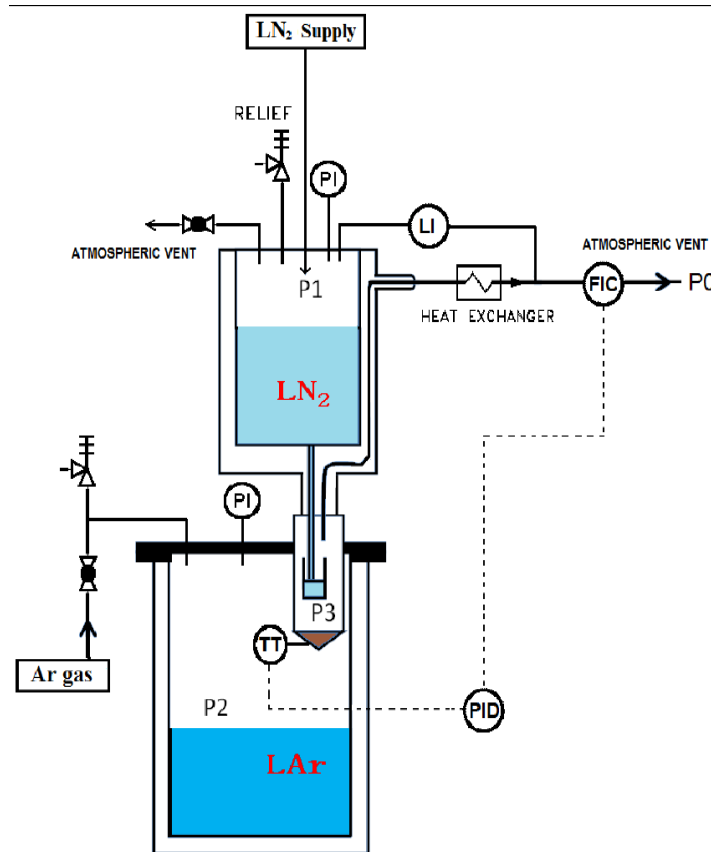 LN₂ Supply
RELIEF
PI
LI
ATMOSPHERIC VENT
ATMOSPHERIC VENT
P1
FIC
P0
HEAT EXCHANGER
LN₂
PI
P3
TT
Ar gas
P2
PID
LAr